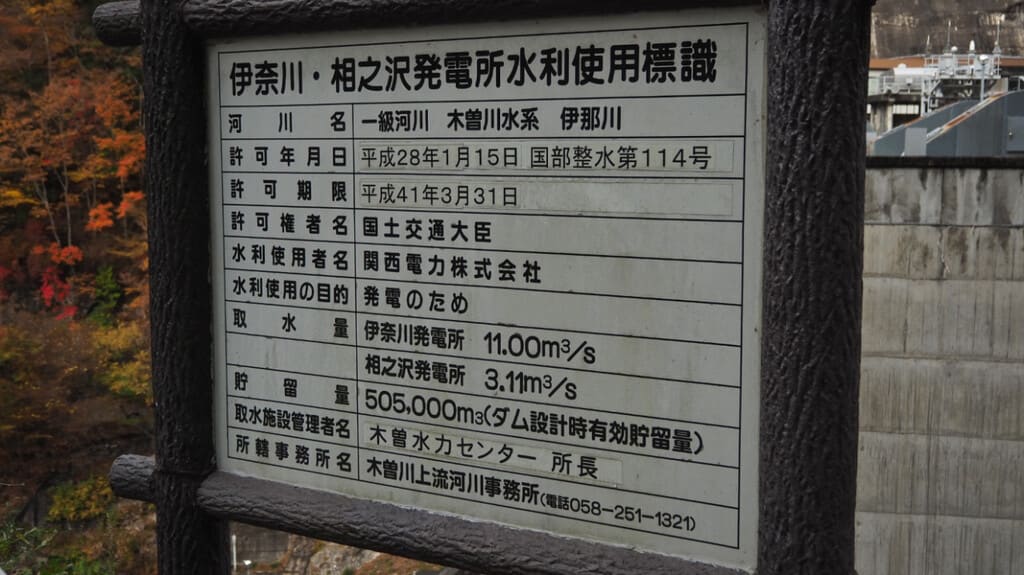 伊奈川・相之沢発電所水利使用標識
河川名 一級河川 木曽川水系 伊那川
許可年月日 平成28年1月15日 国部整水第114号
許可期限 平成41年3月31日
許可権者名 国土交通大臣
水利使用者名 関西電力株式会社
水利使用の目的 発電のため
取水量 伊奈川発電所 11.00m³/s
相之沢発電所 3.11m³/s
貯留量 505,000m³(ダム設計時有効貯留量)
取水施設管理者名 木曽水力センター 所長
所轄事務所名 木曽川上流河川事務所(電話058-251-1321)